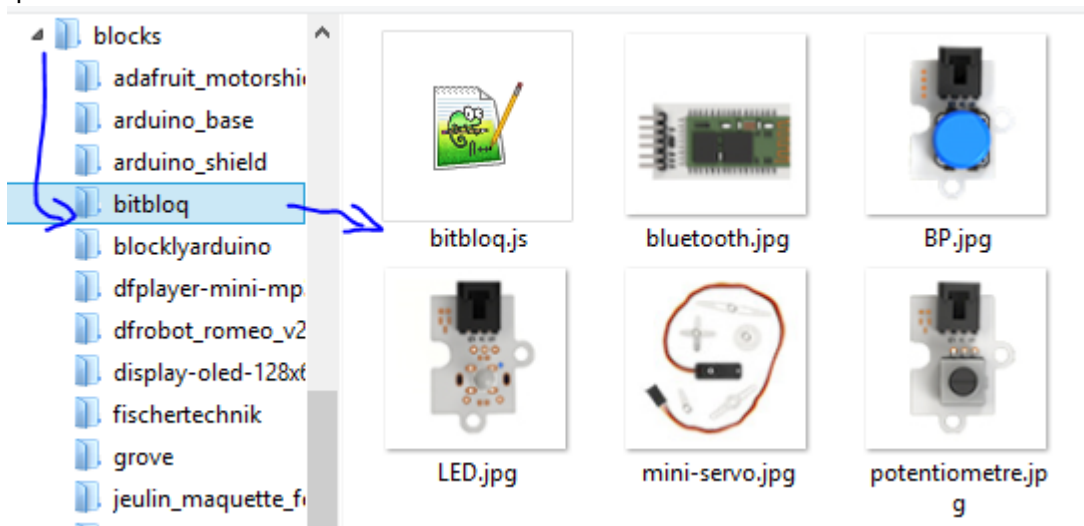 blocks
adafruit_motorshi
arduino_base
arduino_shield
bitbloq
blocklyarduino
dfplayer-mini-mp.
dfrobot_romeo_v2
display-oled-128x6
fischertechnik
grove
jeulin_maquette_f
bitbloq.js
bluetooth.jpg
BP.jpg
LED.jpg
mini-servo.jpg
potentiometre.jp
g